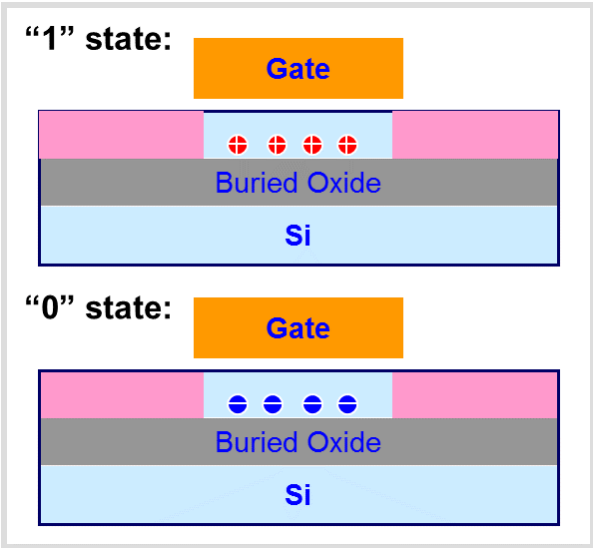 “1” state:
Gate
Buried Oxide
Si
“0” state:
Gate
Buried Oxide
Si